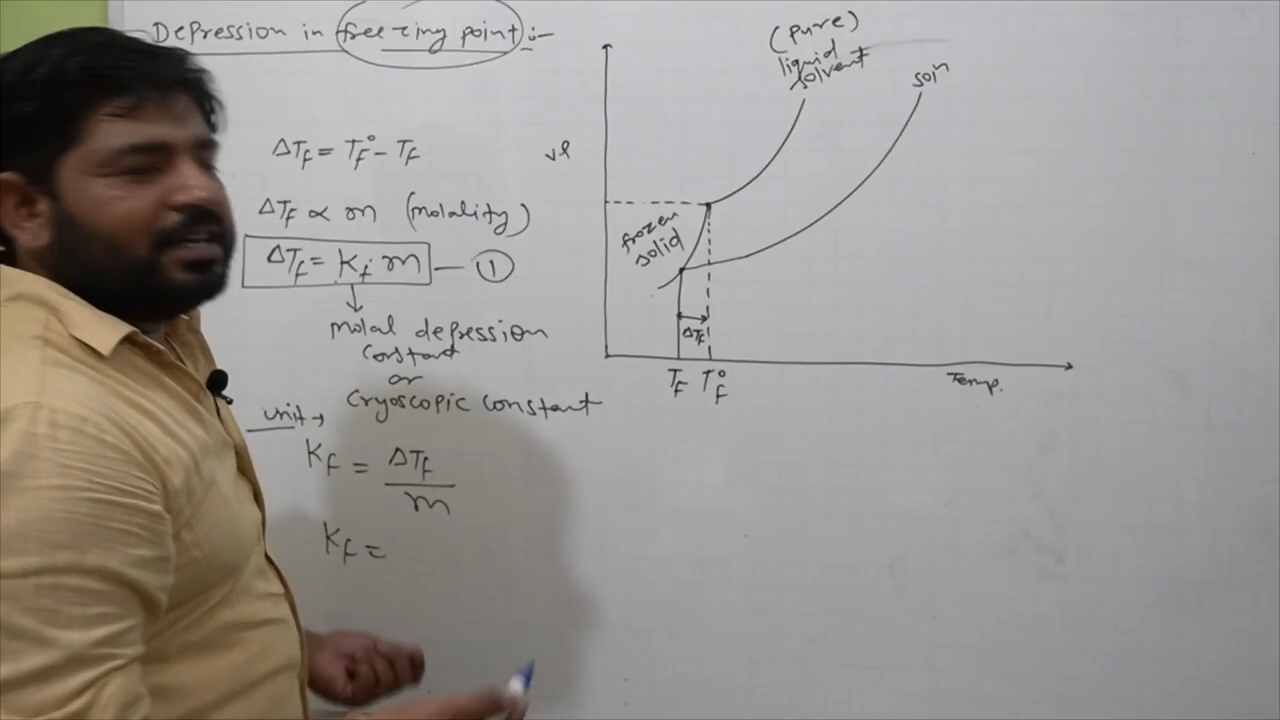 Depression in freezing point :-
ΔTf = Tf° - Tf
ΔTf ∝ m (molality)
ΔTf = Kf · m — ①
Molal depression
constant
or
Cryoscopic constant
unit →
Kf = ΔTf / m
Kf =
(pure)
liquid
solvent
solⁿ
VP
frozen
solid
ΔTf
Tf Tf°
Temp.